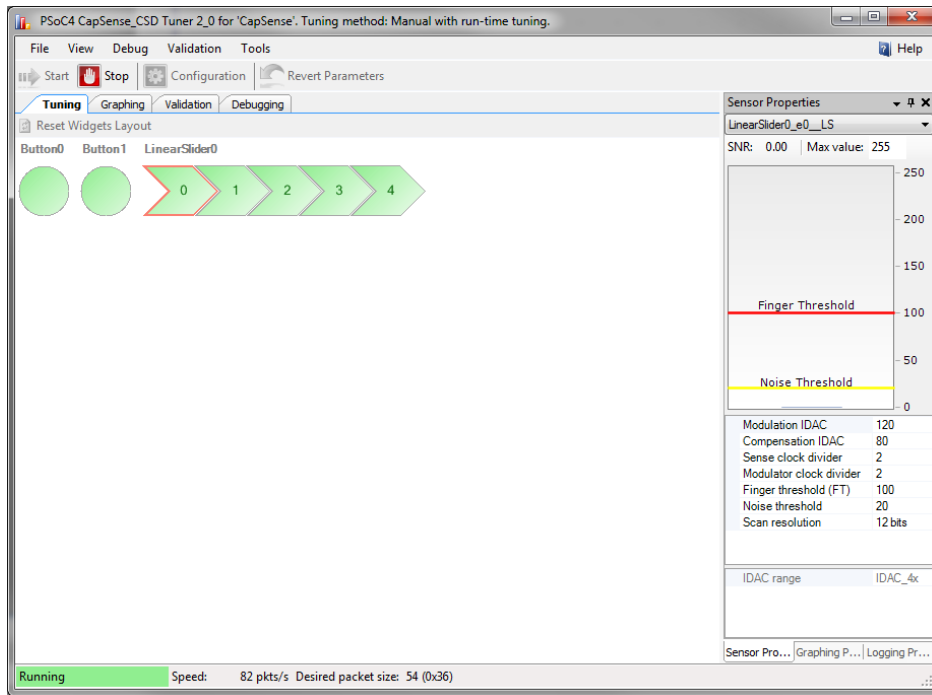 PSoC4 CapSense_CSD Tuner 2_0 for 'CapSense'. Tuning method: Manual with run-time tuning.
File View Debug Validation Tools Help
Start Stop Configuration Revert Parameters
Tuning Graphing Validation Debugging
Reset Widgets Layout
Button0 Button1 LinearSlider0
0 1 2 3 4
Sensor Properties
LinearSlider0_e0__LS
SNR: 0.00 Max value: 255
250
200
150
Finger Threshold
100
50
Noise Threshold
0
Modulation IDAC 120
Compensation IDAC 80
Sense clock divider 2
Modulator clock divider 2
Finger threshold (FT) 100
Noise threshold 20
Scan resolution 12 bits
IDAC range IDAC_4x
Sensor Pro... Graphing P... Logging Pr...
Running Speed: 82 pkts/s Desired packet size: 54 (0x36)